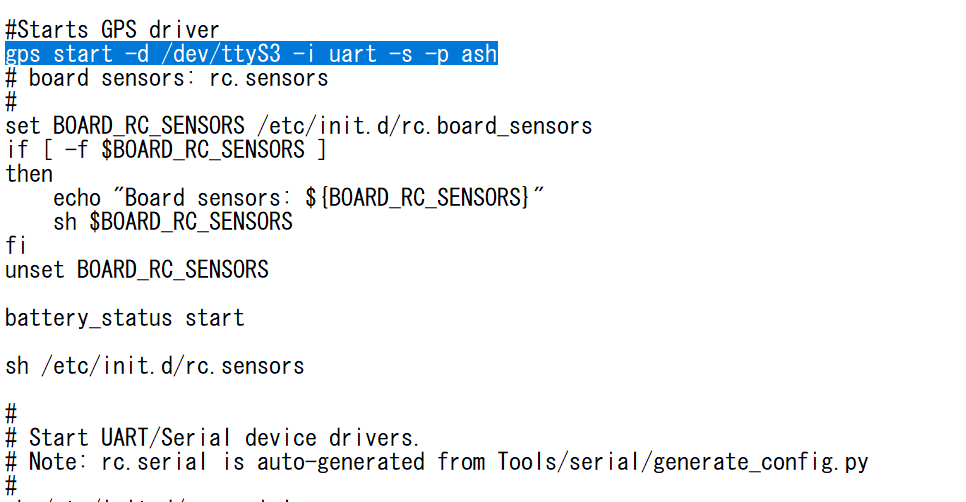 #Starts GPS driver
gps start -d /dev/ttyS3 -i uart -s -p ash
# board sensors: rc.sensors
#
set BOARD_RC_SENSORS /etc/init.d/rc.board_sensors
if [ -f $BOARD_RC_SENSORS ]
then
    echo "Board sensors: ${BOARD_RC_SENSORS}"
    sh $BOARD_RC_SENSORS
fi
unset BOARD_RC_SENSORS
battery_status start
sh /etc/init.d/rc.sensors
#
# Start UART/Serial device drivers.
# Note: rc.serial is auto-generated from Tools/serial/generate_config.py
#